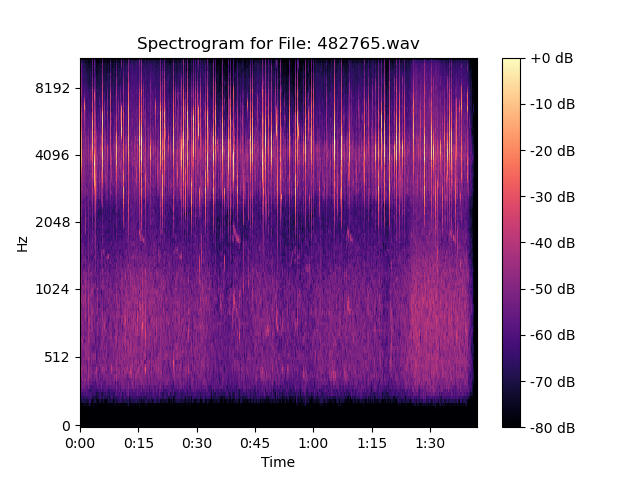 Spectrogram for File: 482765.wav
+0 dB
8192
-10 dB
4096
-20 dB
-30 dB
2048
Hz
-40 dB
1024
-50 dB
512
-60 dB
-70 dB
0
-80 dB
0:00 0:15 0:30 0:45 1:00 1:15 1:30
Time